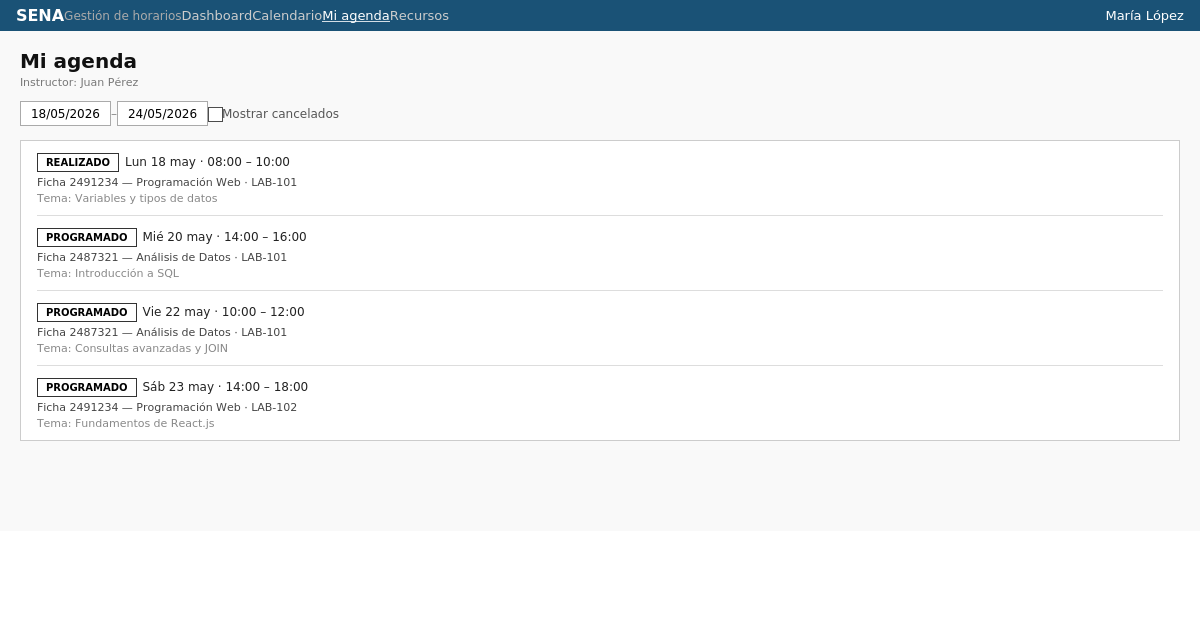 SENA Gestión de horarios Dashboard Calendario Mi agenda Recursos María López
Mi agenda
Instructor: Juan Pérez
18/05/2026 – 24/05/2026 Mostrar cancelados
REALIZADO Lun 18 may · 08:00 – 10:00
Ficha 2491234 — Programación Web · LAB-101
Tema: Variables y tipos de datos
PROGRAMADO Mié 20 may · 14:00 – 16:00
Ficha 2487321 — Análisis de Datos · LAB-101
Tema: Introducción a SQL
PROGRAMADO Vie 22 may · 10:00 – 12:00
Ficha 2487321 — Análisis de Datos · LAB-101
Tema: Consultas avanzadas y JOIN
PROGRAMADO Sáb 23 may · 14:00 – 18:00
Ficha 2491234 — Programación Web · LAB-102
Tema: Fundamentos de React.js